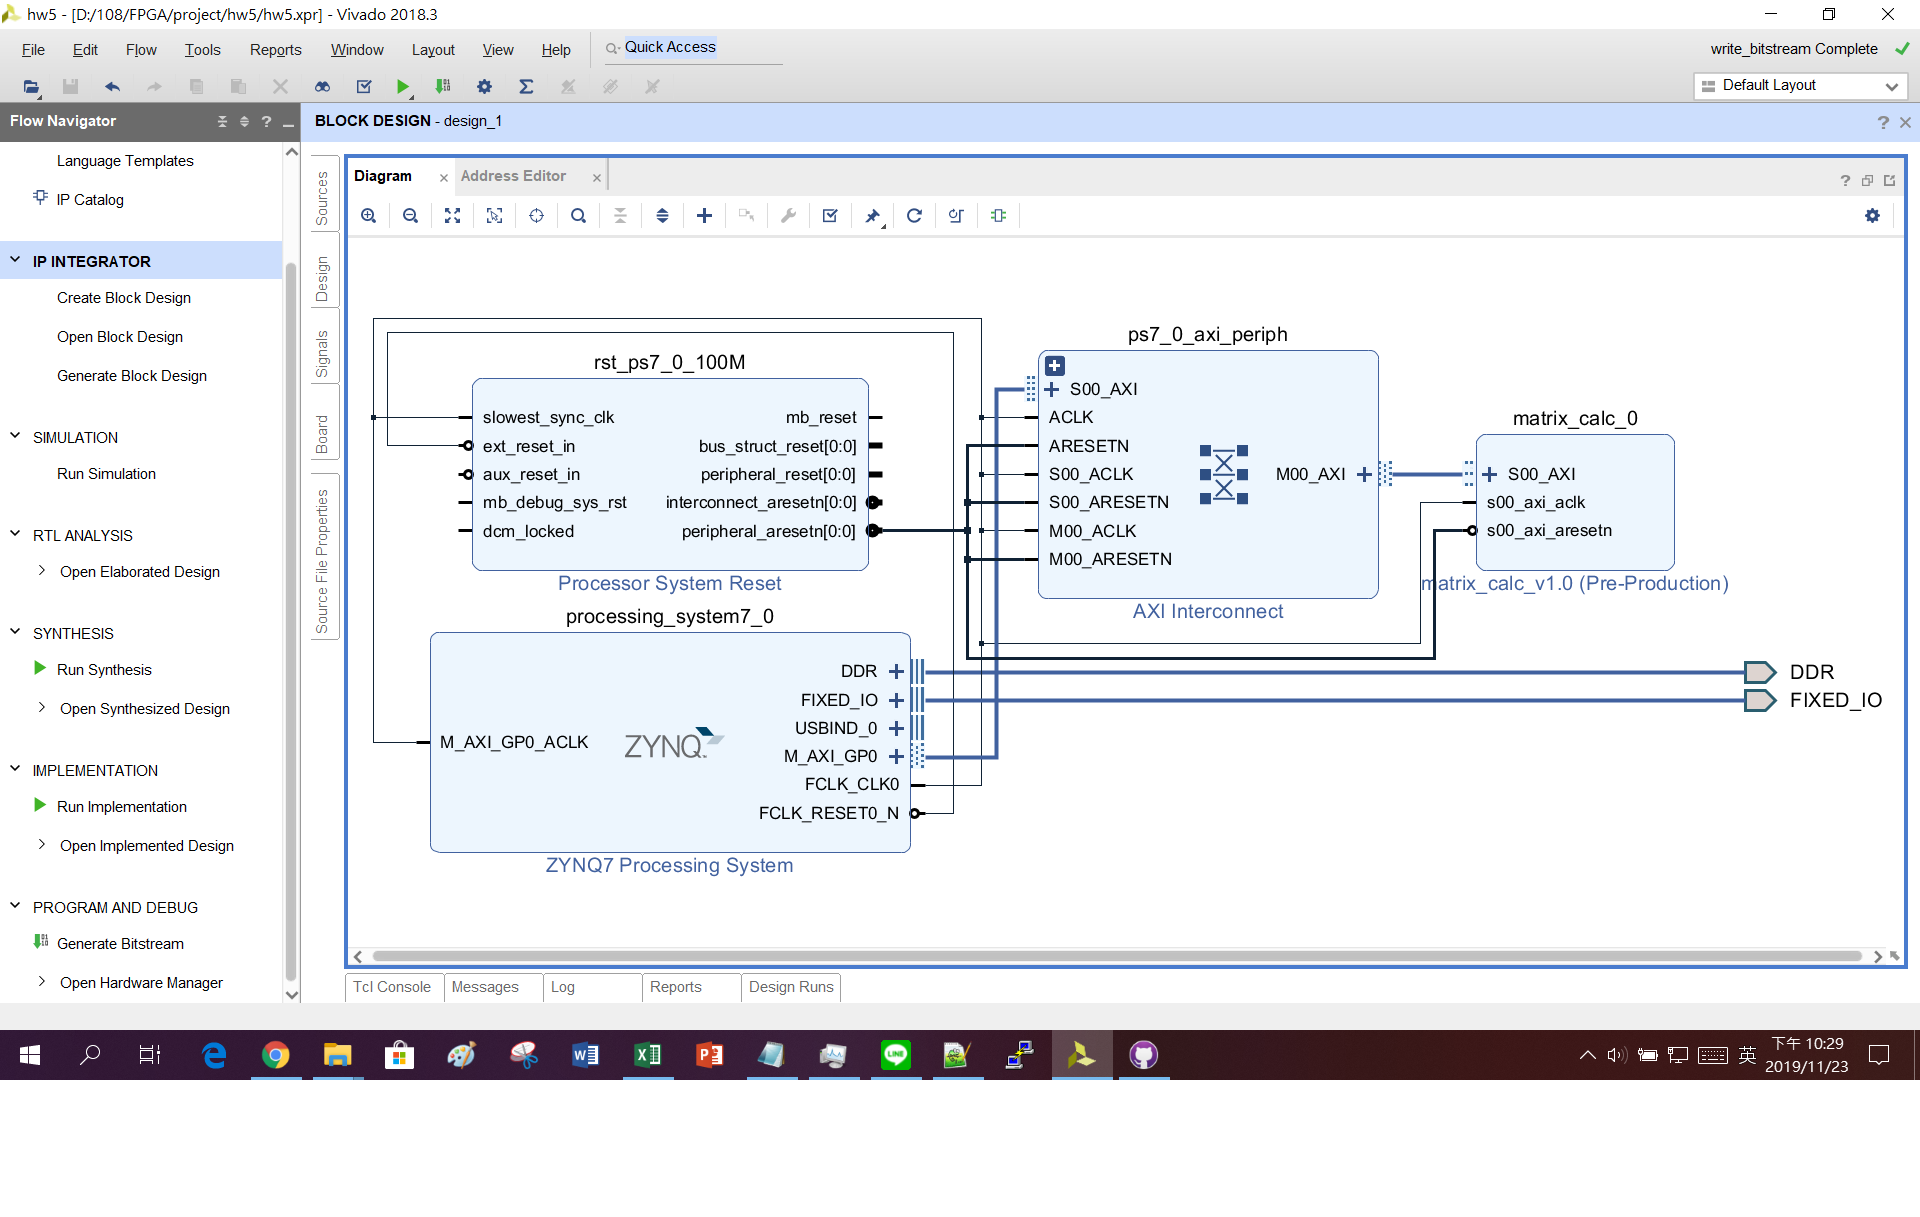 hw5 - [D:/108/FPGA/project/hw5/hw5.xpr] - Vivado 2018.3
File Edit Flow Tools Reports Window Layout View Help Quick Access
write_bitstream Complete
Default Layout
Flow Navigator
Language Templates
IP Catalog
IP INTEGRATOR
Create Block Design
Open Block Design
Generate Block Design
SIMULATION
Run Simulation
RTL ANALYSIS
Open Elaborated Design
SYNTHESIS
Run Synthesis
Open Synthesized Design
IMPLEMENTATION
Run Implementation
Open Implemented Design
PROGRAM AND DEBUG
Generate Bitstream
Open Hardware Manager
BLOCK DESIGN - design_1
Sources
Design
Signals
Board
Source File Properties
Diagram
Address Editor
rst_ps7_0_100M
slowest_sync_clk
ext_reset_in
aux_reset_in
mb_debug_sys_rst
dcm_locked
mb_reset
bus_struct_reset[0:0]
peripheral_reset[0:0]
interconnect_aresetn[0:0]
peripheral_aresetn[0:0]
Processor System Reset
processing_system7_0
M_AXI_GP0_ACLK
ZYNQ
DDR
FIXED_IO
USBIND_0
M_AXI_GP0
FCLK_CLK0
FCLK_RESET0_N
ZYNQ7 Processing System
ps7_0_axi_periph
S00_AXI
ACLK
ARESETN
S00_ACLK
S00_ARESETN
M00_ACLK
M00_ARESETN
M00_AXI
AXI Interconnect
matrix_calc_0
S00_AXI
s00_axi_aclk
s00_axi_aresetn
matrix_calc_v1.0 (Pre-Production)
DDR
FIXED_IO
Tcl Console
Messages
Log
Reports
Design Runs
英
下午 10:29
2019/11/23